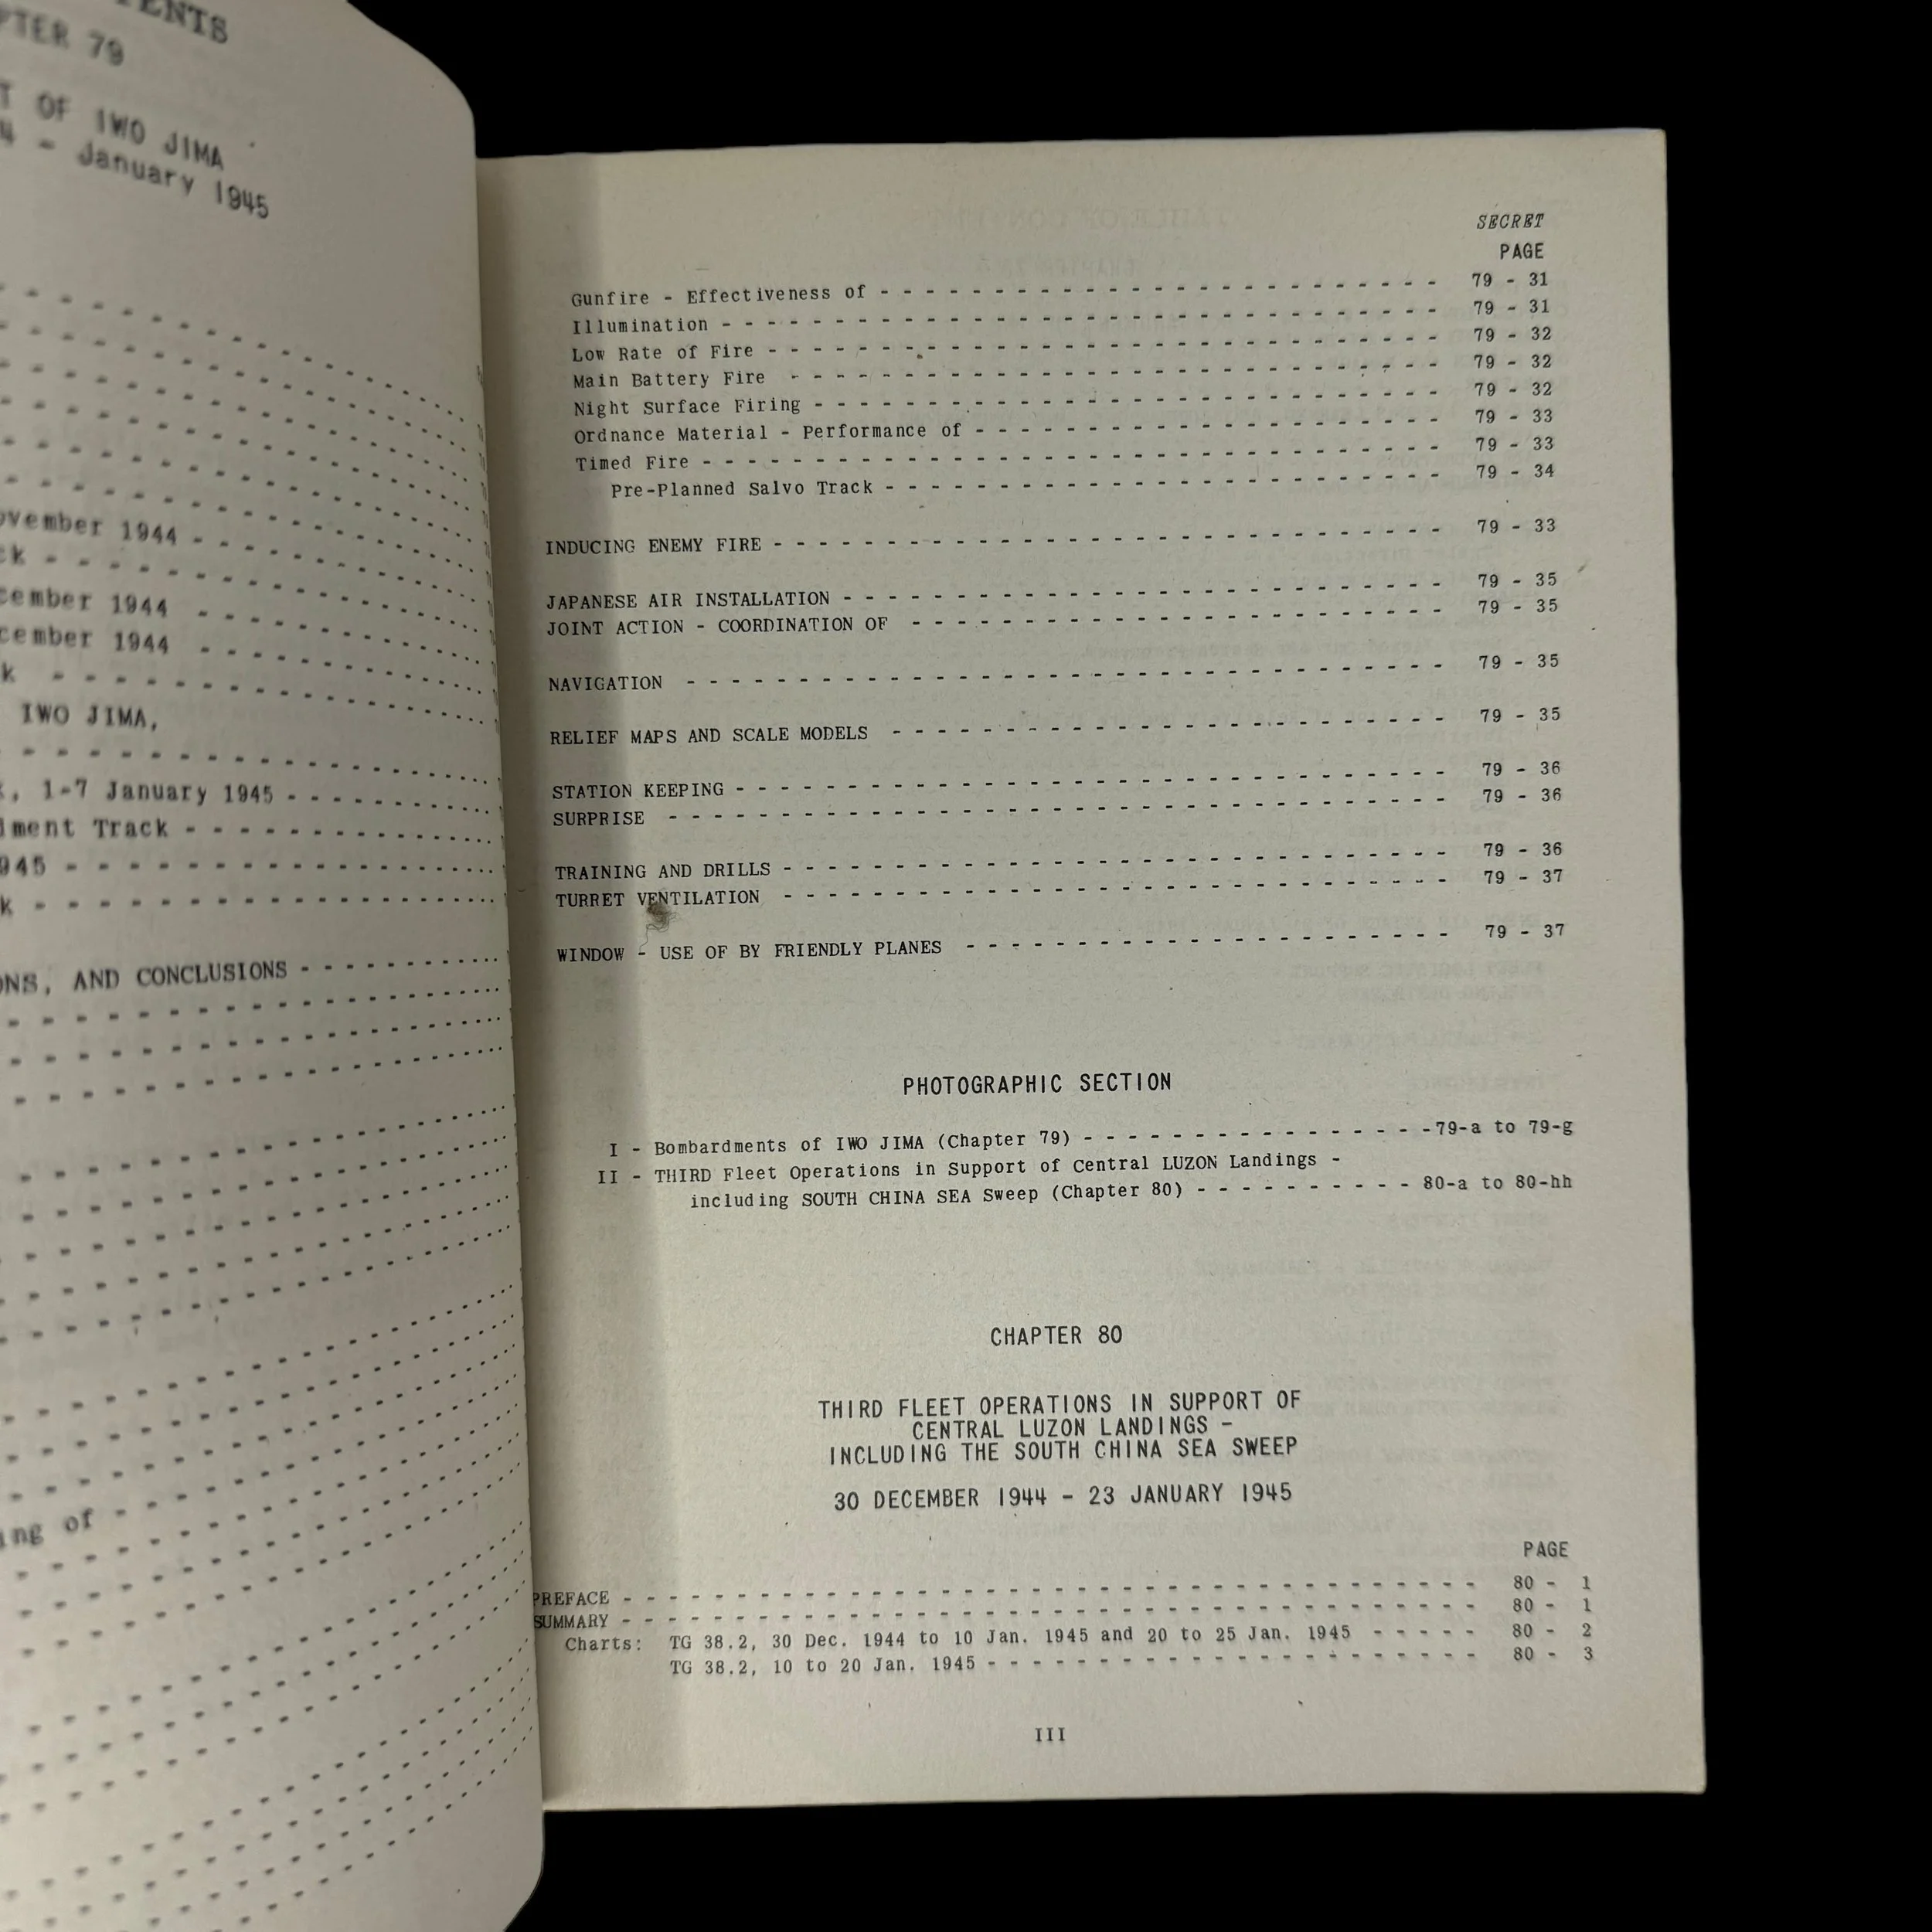 CHAPTER 79
OF IWO JIMA
- January 1945
November 1944 - - - - - - - -
December 1944 - - - - - - - -
December 1944 - - - - - - - -
IWO JIMA,
1-7 January 1945 - - - - - - -
Track - - - - - - - - - -
AND CONCLUSIONS - - - - - - -
of - - - - - - - - - -
SECRET
PAGE
Gunfire - Effectiveness of - - - - - - - - - - - - - - - - - - - - - - - - - 79 - 31
Illumination - - - - - - - - - - - - - - - - - - - - - - - - - - - - - - - - 79 - 31
Low Rate of Fire - - - - - - - - - - - - - - - - - - - - - - - - - - - - - - 79 - 32
Main Battery Fire - - - - - - - - - - - - - - - - - - - - - - - - - - - - - 79 - 32
Night Surface Firing - - - - - - - - - - - - - - - - - - - - - - - - - - - - 79 - 32
Ordnance Material - Performance of - - - - - - - - - - - - - - - - - - - - - 79 - 33
Timed Fire - - - - - - - - - - - - - - - - - - - - - - - - - - - - - - - - - 79 - 33
Pre-Planned Salvo Track - - - - - - - - - - - - - - - - - - - - - - - - - 79 - 34
INDUCING ENEMY FIRE - - - - - - - - - - - - - - - - - - - - - - - - - - - - - 79 - 33
JAPANESE AIR INSTALLATION - - - - - - - - - - - - - - - - - - - - - - - - - - 79 - 35
JOINT ACTION - COORDINATION OF - - - - - - - - - - - - - - - - - - - - - - - 79 - 35
NAVIGATION - - - - - - - - - - - - - - - - - - - - - - - - - - - - - - - - - 79 - 35
RELIEF MAPS AND SCALE MODELS - - - - - - - - - - - - - - - - - - - - - - - - 79 - 35
STATION KEEPING - - - - - - - - - - - - - - - - - - - - - - - - - - - - - - - 79 - 36
SURPRISE - - - - - - - - - - - - - - - - - - - - - - - - - - - - - - - - - - 79 - 36
TRAINING AND DRILLS - - - - - - - - - - - - - - - - - - - - - - - - - - - - - 79 - 36
TURRET VENTILATION - - - - - - - - - - - - - - - - - - - - - - - - - - - - - 79 - 37
WINDOW - USE OF BY FRIENDLY PLANES - - - - - - - - - - - - - - - - - - - - - 79 - 37
PHOTOGRAPHIC SECTION
I - Bombardments of IWO JIMA (Chapter 79) - - - - - - - - - - - - - - - - -79-a to 79-g
II - THIRD Fleet Operations in Support of Central LUZON Landings -
including SOUTH CHINA SEA Sweep (Chapter 80) - - - - - - - - - - 80-a to 80-hh
CHAPTER 80
THIRD FLEET OPERATIONS IN SUPPORT OF
CENTRAL LUZON LANDINGS -
INCLUDING THE SOUTH CHINA SEA SWEEP
30 DECEMBER 1944 - 23 JANUARY 1945
PAGE
PREFACE - - - - - - - - - - - - - - - - - - - - - - - - - - - - - - - - - - - 80 - 1
SUMMARY - - - - - - - - - - - - - - - - - - - - - - - - - - - - - - - - - - - 80 - 1
Charts: TG 38.2, 30 Dec. 1944 to 10 Jan. 1945 and 20 to 25 Jan. 1945 - - - - - 80 - 2
TG 38.2, 10 to 20 Jan. 1945 - - - - - - - - - - - - - - - - - - - - - 80 - 3
III